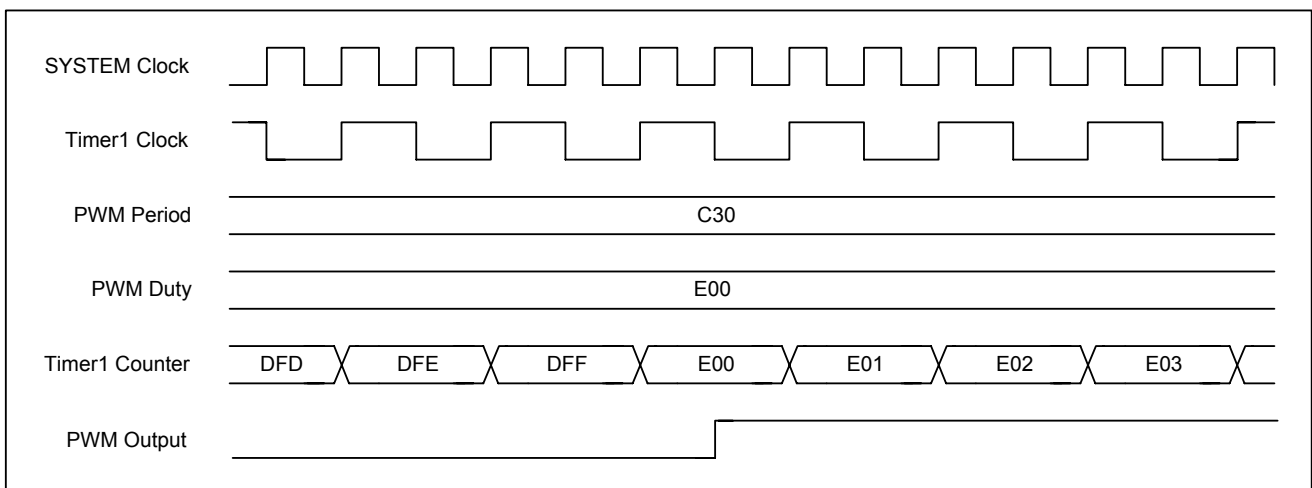 SYSTEM Clock
Timer1 Clock
PWM Period C30
PWM Duty E00
Timer1 Counter DFD DFE DFF E00 E01 E02 E03
PWM Output